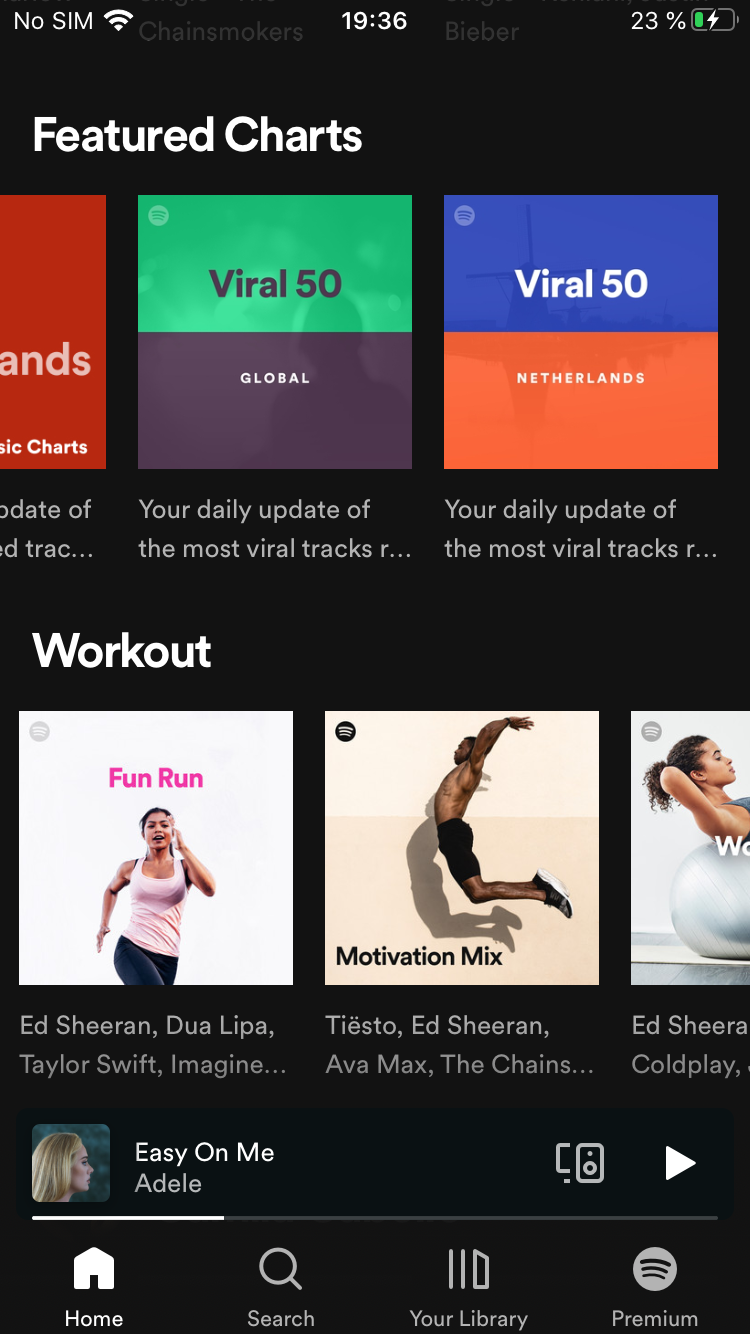 No SIM 19:36 23 %
Single
Chainsmokers Bieber
Featured Charts
ands
sic Charts
Viral 50
GLOBAL
Viral 50
NETHERLANDS
pdate of
ed trac...
Your daily update of
the most viral tracks r...
Your daily update of
the most viral tracks r...
Workout
Fun Run
Motivation Mix
Wo
Ed Sheeran, Dua Lipa,
Taylor Swift, Imagine...
Tiësto, Ed Sheeran,
Ava Max, The Chains...
Ed Sheera
Coldplay,
Easy On Me
Adele
Home
Search
Your Library
Premium